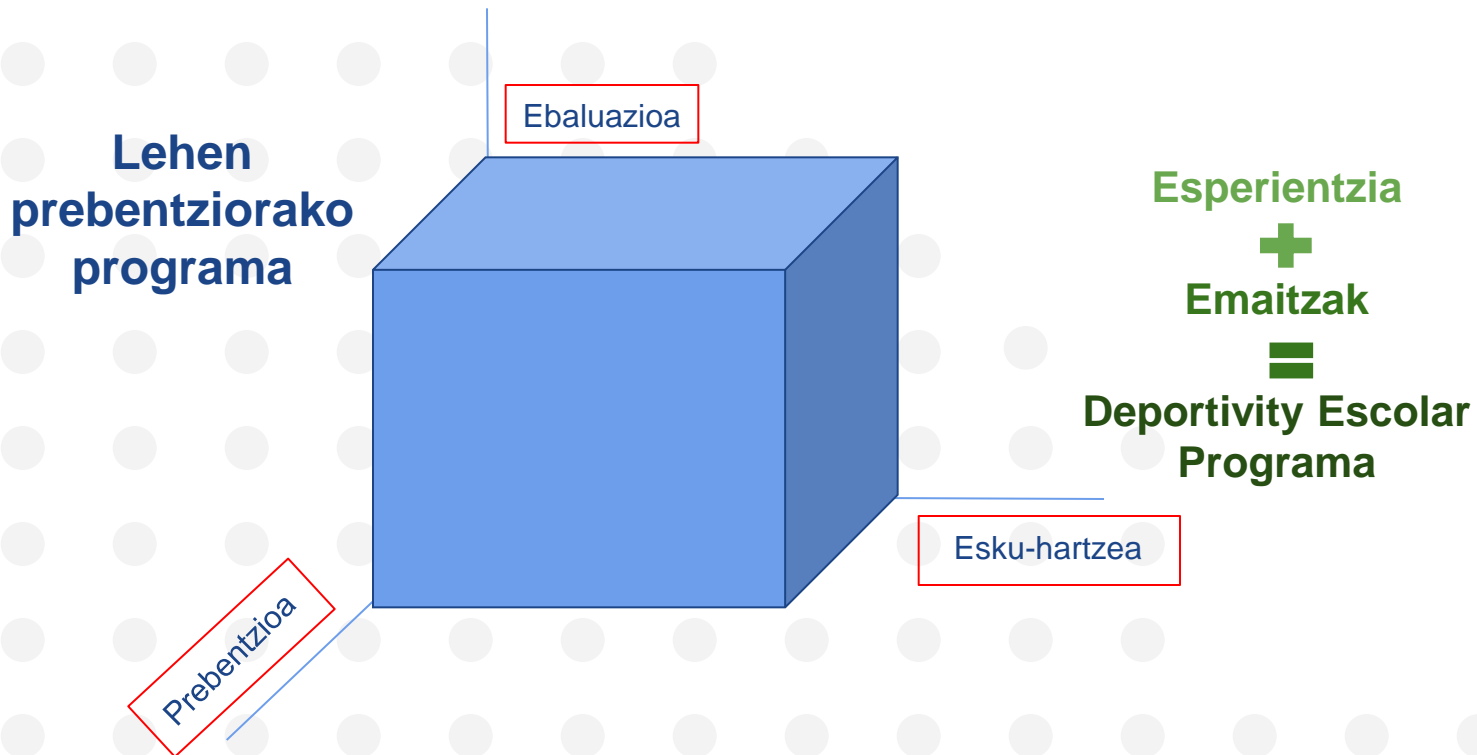 Ebaluazioa
Lehen
prebentziorako
programa
Esperientzia
+
Emaitzak
=
Deportivity Escolar
Programa
Esku-hartzea
Prebentzioa